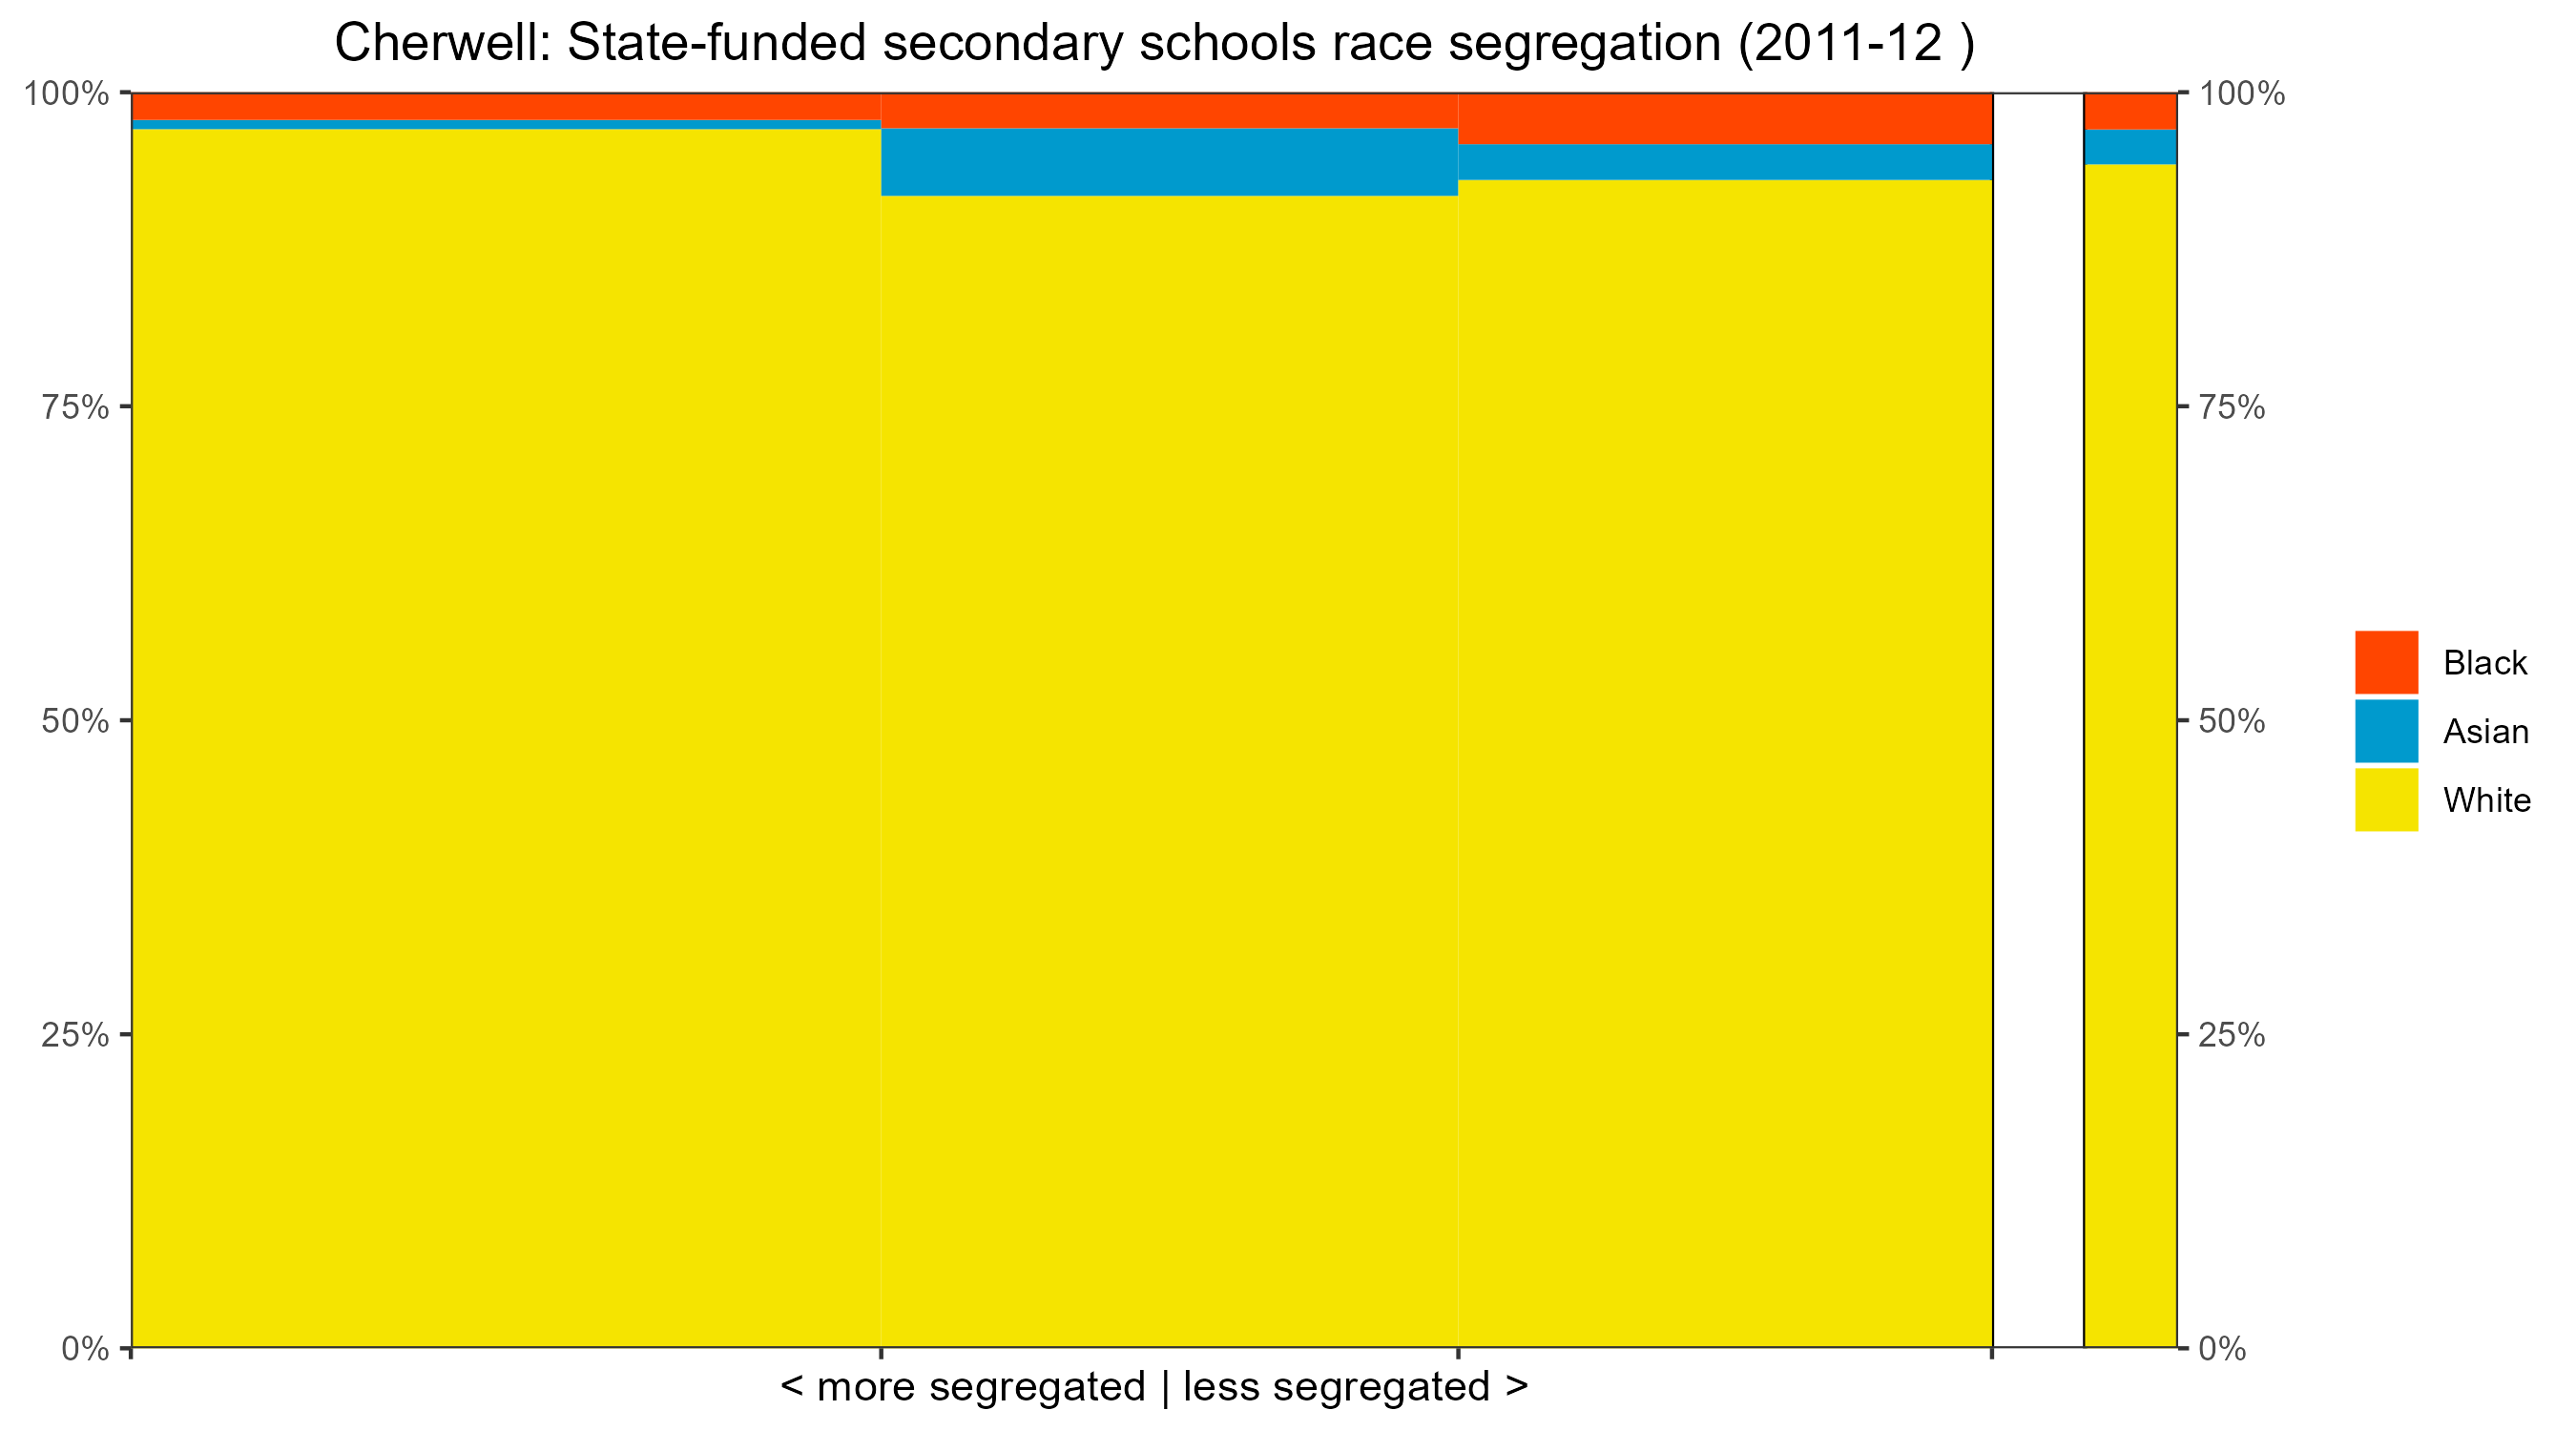 Cherwell: State-funded secondary schools race segregation (2011-12 )
100%
75%
50%
25%
0%
100%
75%
50%
25%
0%
Black
Asian
White
< more segregated | less segregated >